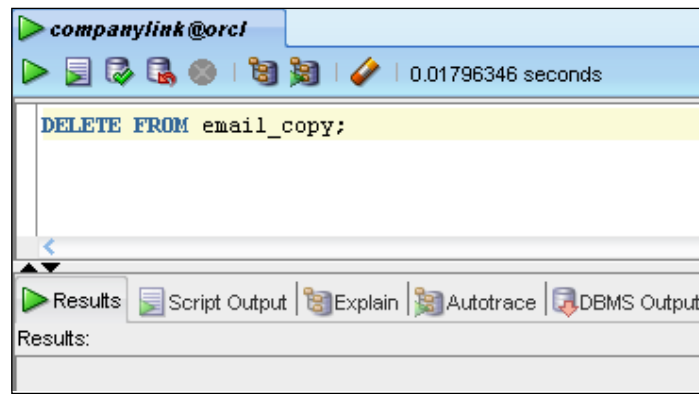 companylink@orcl
0.01796346 seconds
DELETE FROM email_copy;
Results Script Output Explain Autotrace DBMS Output
Results: